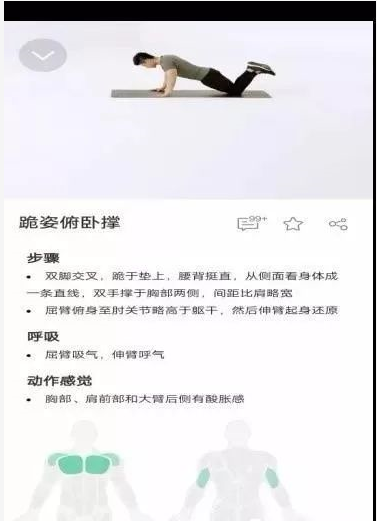 跪姿俯卧撑
99+
步骤
• 双脚交叉，跪于垫上，腰背挺直，从侧面看身体成
一条直线，双手撑于胸部两侧，间距比肩略宽
• 屈臂俯身至肘关节略高于躯干，然后伸臂起身还原
呼吸
• 屈臂吸气，伸臂呼气
动作感觉
• 胸部、肩前部和大臂后侧有酸胀感